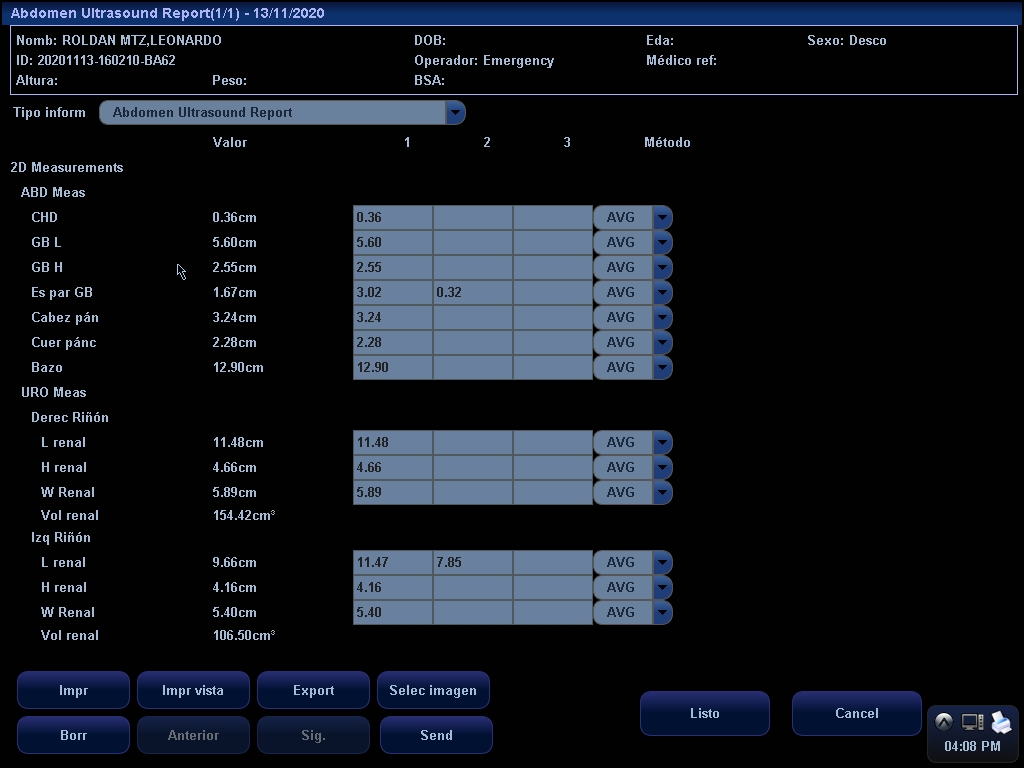 Abdomen Ultrasound Report(1/1) - 13/11/2020
Nomb: ROLDAN MTZ,LEONARDO DOB: Eda: Sexo: Desco
ID: 20201113-160210-BA62 Operador: Emergency Médico ref:
Altura: Peso: BSA:
Tipo inform Abdomen Ultrasound Report
Valor 1 2 3 Método
2D Measurements
ABD Meas
CHD 0.36cm 0.36 AVG
GB L 5.60cm 5.60 AVG
GB H 2.55cm 2.55 AVG
Es par GB 1.67cm 3.02 0.32 AVG
Cabez pán 3.24cm 3.24 AVG
Cuer pánc 2.28cm 2.28 AVG
Bazo 12.90cm 12.90 AVG
URO Meas
Derec Riñón
L renal 11.48cm 11.48 AVG
H renal 4.66cm 4.66 AVG
W Renal 5.89cm 5.89 AVG
Vol renal 154.42cm³
Izq Riñón
L renal 9.66cm 11.47 7.85 AVG
H renal 4.16cm 4.16 AVG
W Renal 5.40cm 5.40 AVG
Vol renal 106.50cm³
Impr Impr vista Export Selec imagen
Listo Cancel
Borr Anterior Sig. Send
04:08 PM